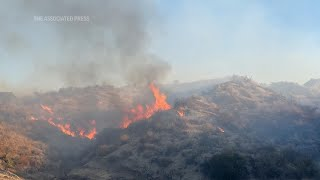 THE ASSOCIATED PRESS